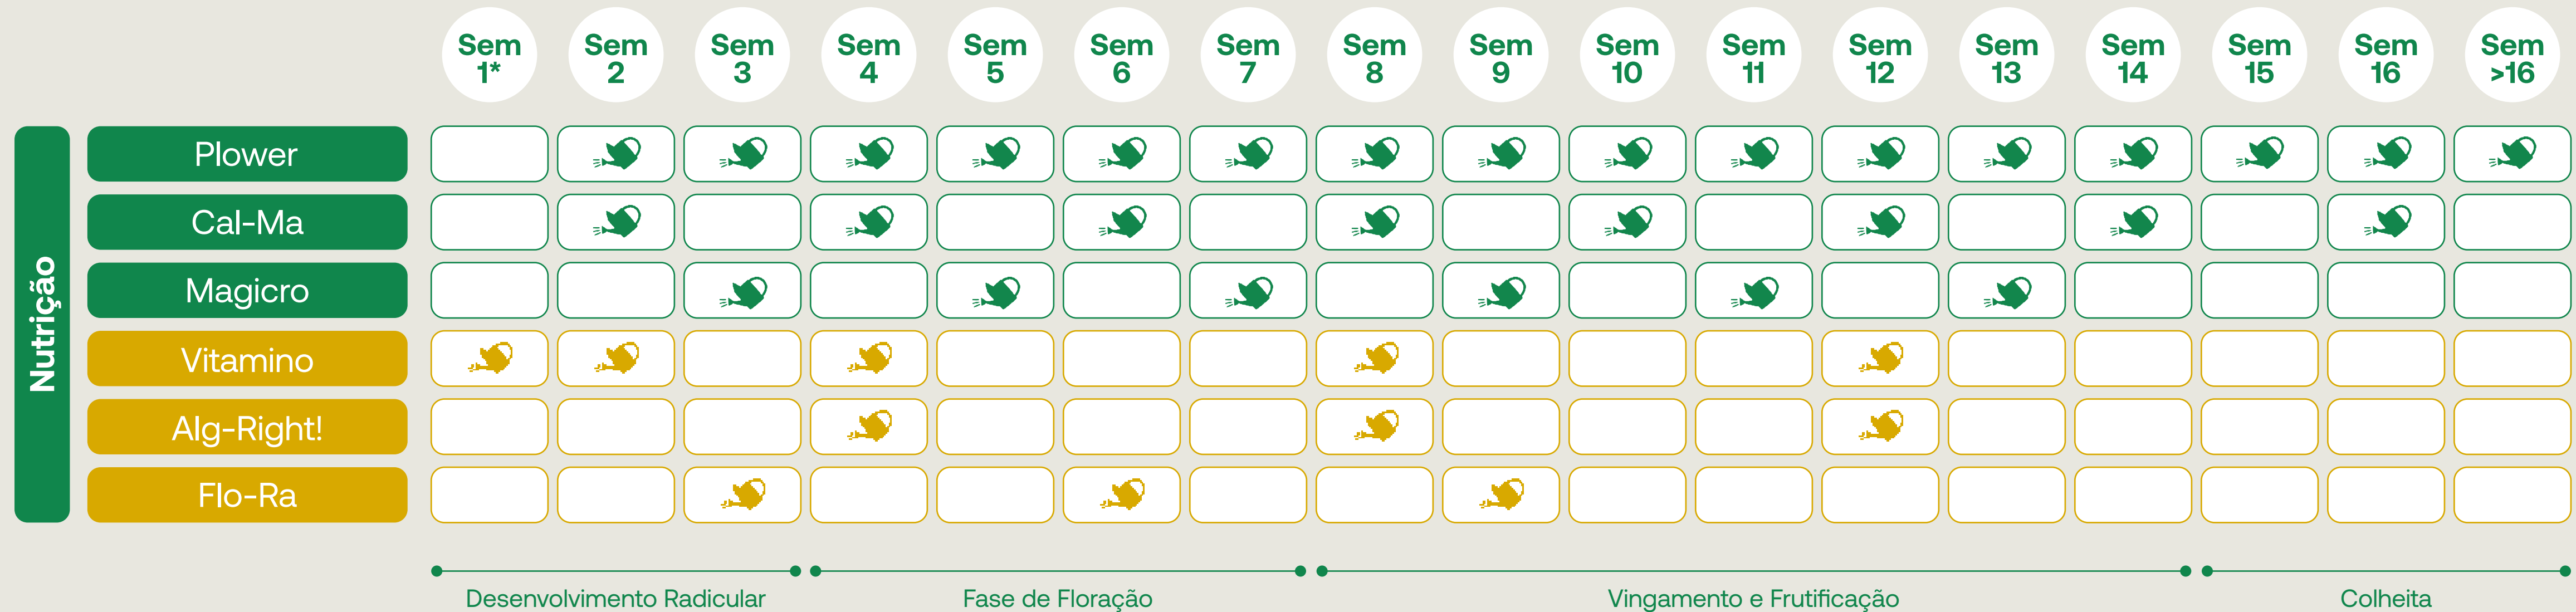 Sem 1*
Sem 2
Sem 3
Sem 4
Sem 5
Sem 6
Sem 7
Sem 8
Sem 9
Sem 10
Sem 11
Sem 12
Sem 13
Sem 14
Sem 15
Sem 16
Sem >16
Nutrição
Plower
Cal-Ma
Magicro
Vitamino
Alg-Right!
Flo-Ra
Desenvolvimento Radicular
Fase de Floração
Vingamento e Frutificação
Colheita